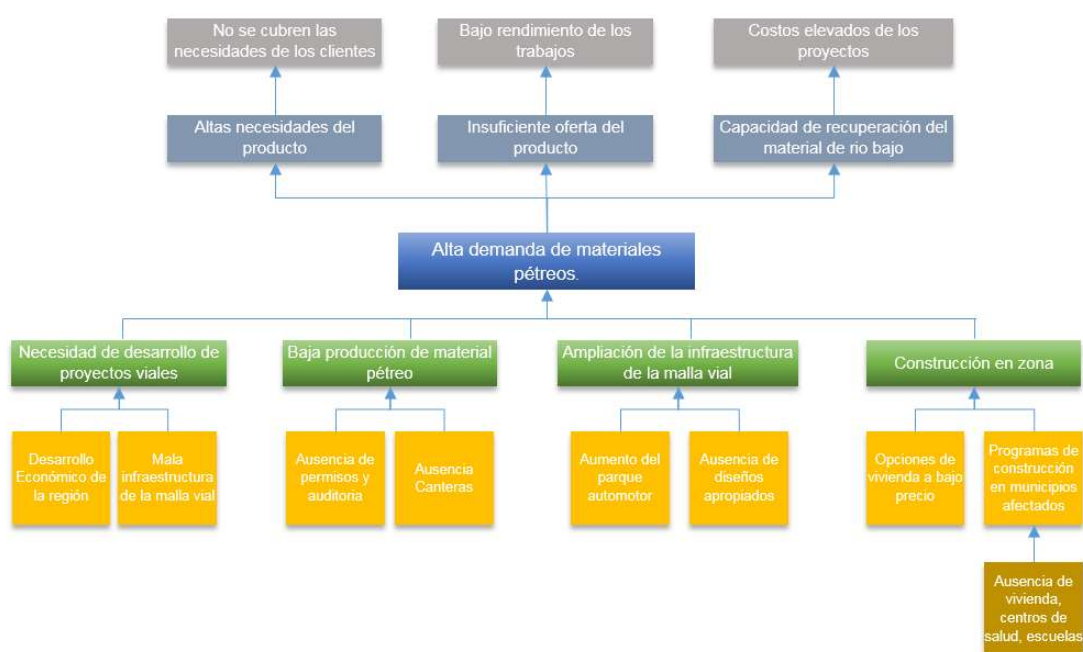 No se cubren las
necesidades de los clientes
Bajo rendimiento de los
trabajos
Costos elevados de los
proyectos
Altas necesidades del
producto
Insuficiente oferta del
producto
Capacidad de recuperación del
material de rio bajo
Alta demanda de materiales
pétreos.
Necesidad de desarrollo de
proyectos viales
Baja producción de material
pétreo
Ampliación de la infraestructura
de la malla vial
Construcción en zona
Desarrollo
Económico de
la región
Mala
infraestructura
de la malla vial
Ausencia de
permisos y
auditoria
Ausencia
Canteras
Aumento del
parque
automotor
Ausencia de
diseños
apropiados
Opciones de
vivienda a bajo
precio
Programas de
construcción
en municipios
afectados
Ausencia de
vivienda,
centros de
salud, escuelas